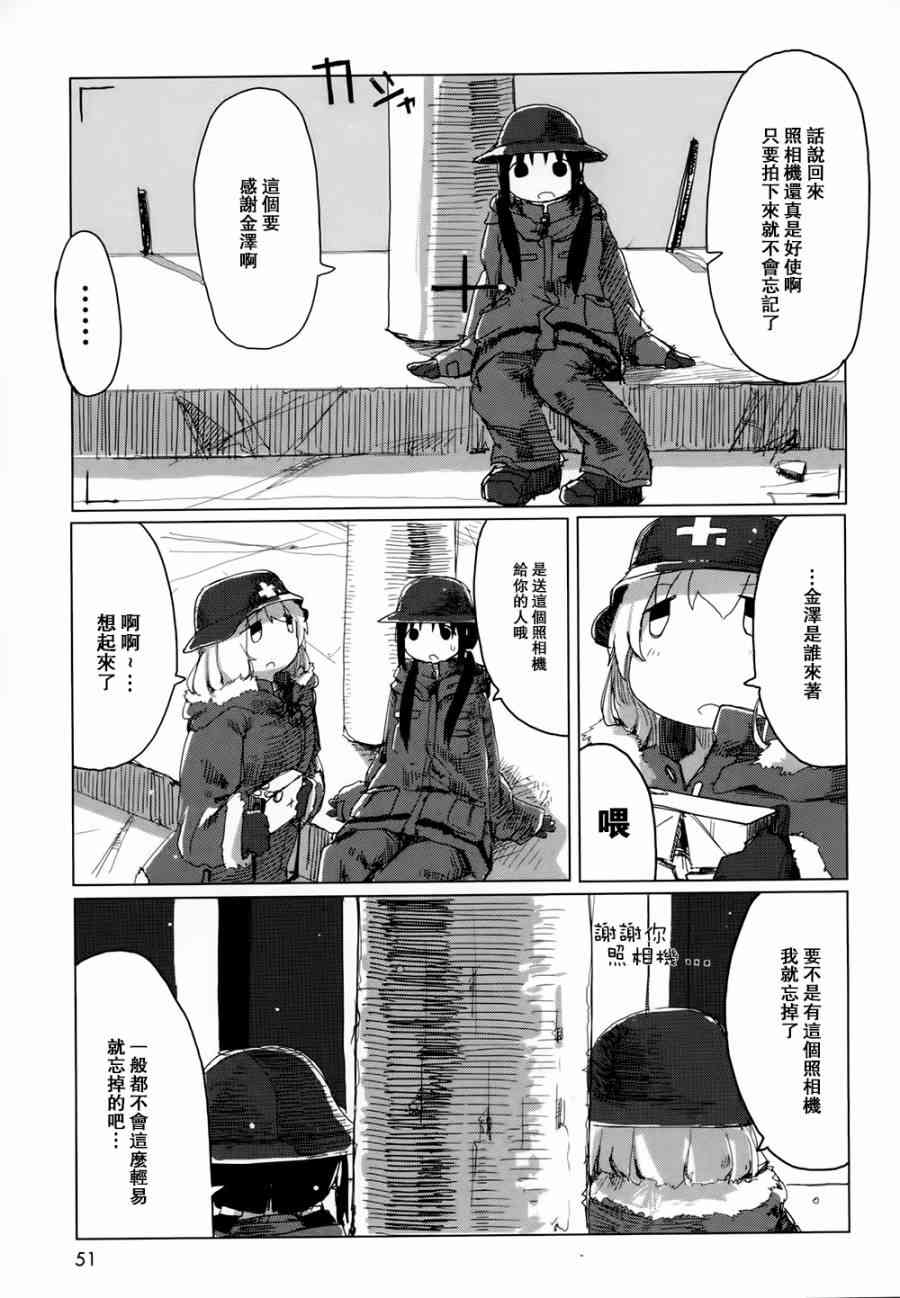 カシャ
話說回來
照相機還真是好使啊
只要拍下來就不會忘記了
這個要
感謝金澤啊
……
…金澤是誰來著
喂
是送這個照相機
給你的人哦
啊啊~…
想起來了
要不是有這個照相機
我就忘掉了
謝謝你
照相機…
一般都不會這麼輕易
就忘掉的吧…
51